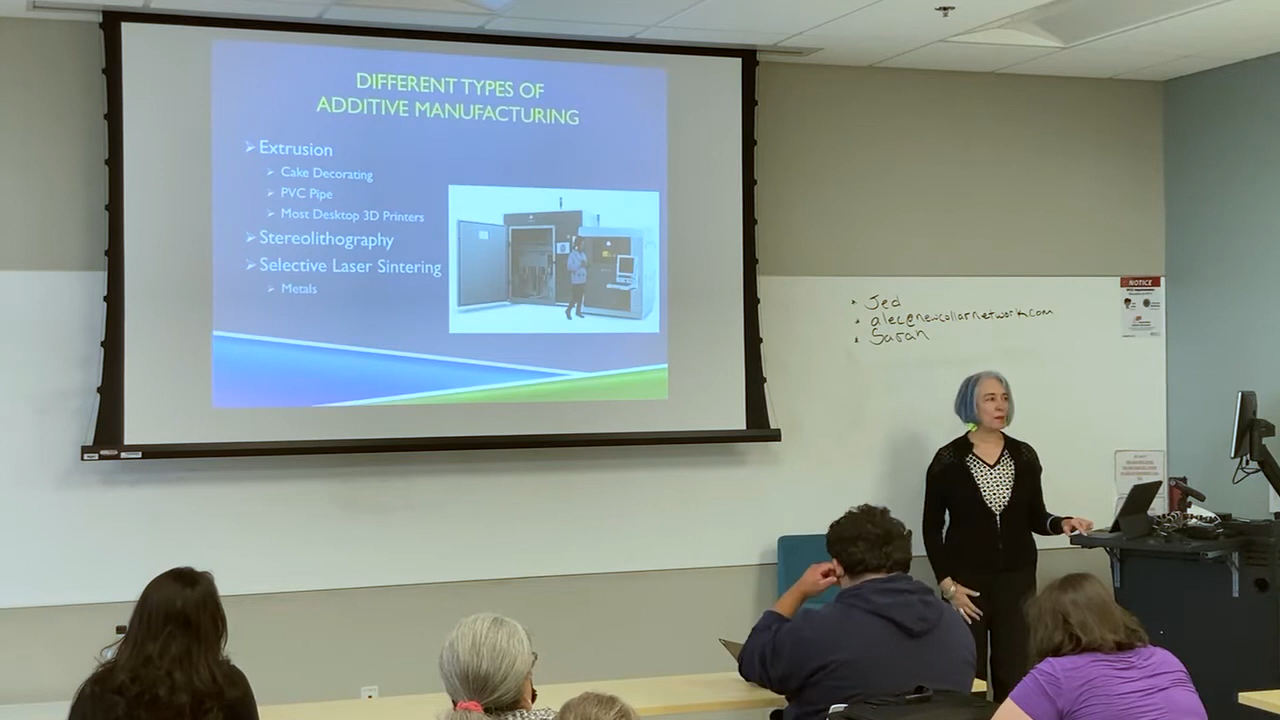 DIFFERENT TYPES OF
ADDITIVE MANUFACTURING
Extrusion
Cake Decorating
PVC Pipe
Most Desktop 3D Printers
Stereolithography
Selective Laser Sintering
Metals
Jed
alec@newcollarnetwork.com
Sarah
NOTICE